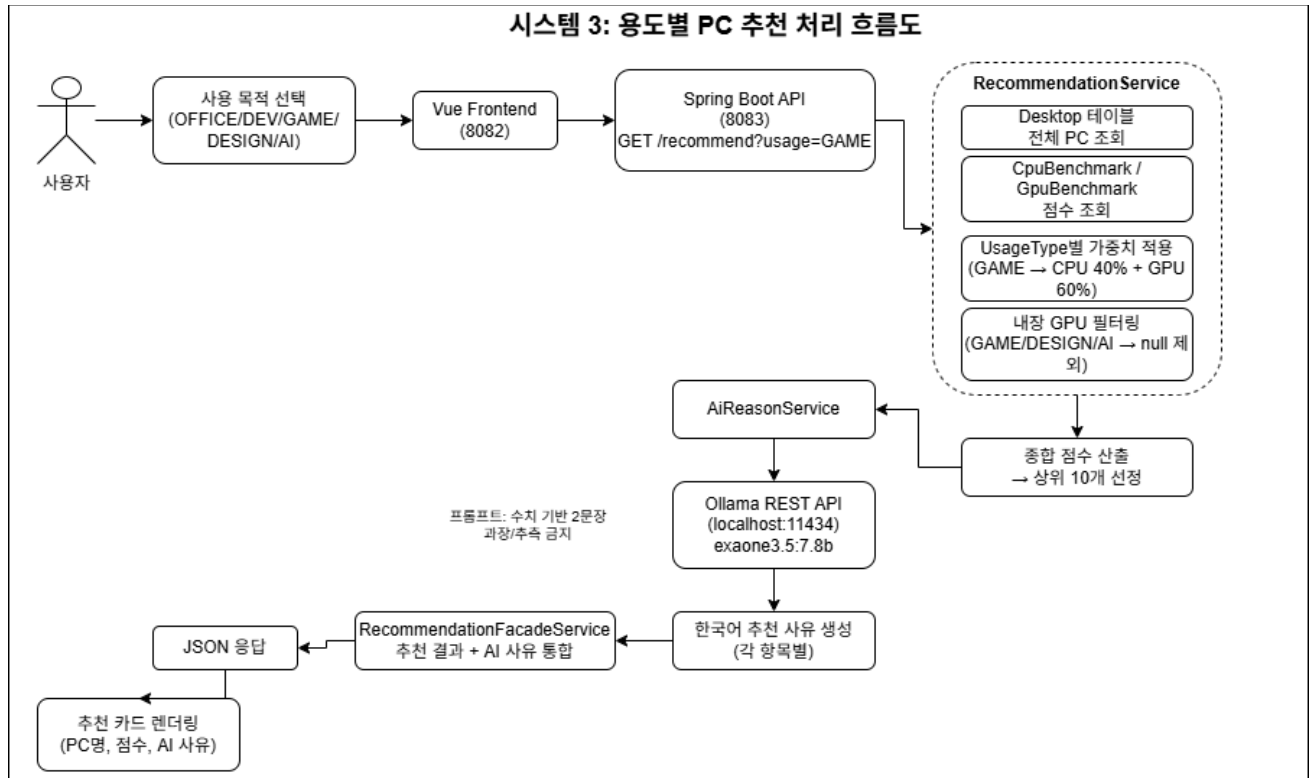 시스템 3: 용도별 PC 추천 처리 흐름도
사용자
사용 목적 선택
(OFFICE/DEV/GAME/
DESIGN/AI)
Vue Frontend
(8082)
Spring Boot API
(8083)
GET /recommend?usage=GAME
RecommendationService
Desktop 테이블
전체 PC 조회
CpuBenchmark /
GpuBenchmark
점수 조회
UsageType별 가중치 적용
(GAME → CPU 40% + GPU
60%)
내장 GPU 필터링
(GAME/DESIGN/AI → null 제
외)
종합 점수 산출
→ 상위 10개 선정
AiReasonService
Ollama REST API
(localhost:11434)
exaone3.5:7.8b
프롬프트: 수치 기반 2문장
과장/추측 금지
한국어 추천 사유 생성
(각 항목별)
RecommendationFacadeService
추천 결과 + AI 사유 통합
JSON 응답
추천 카드 렌더링
(PC명, 점수, AI 사유)